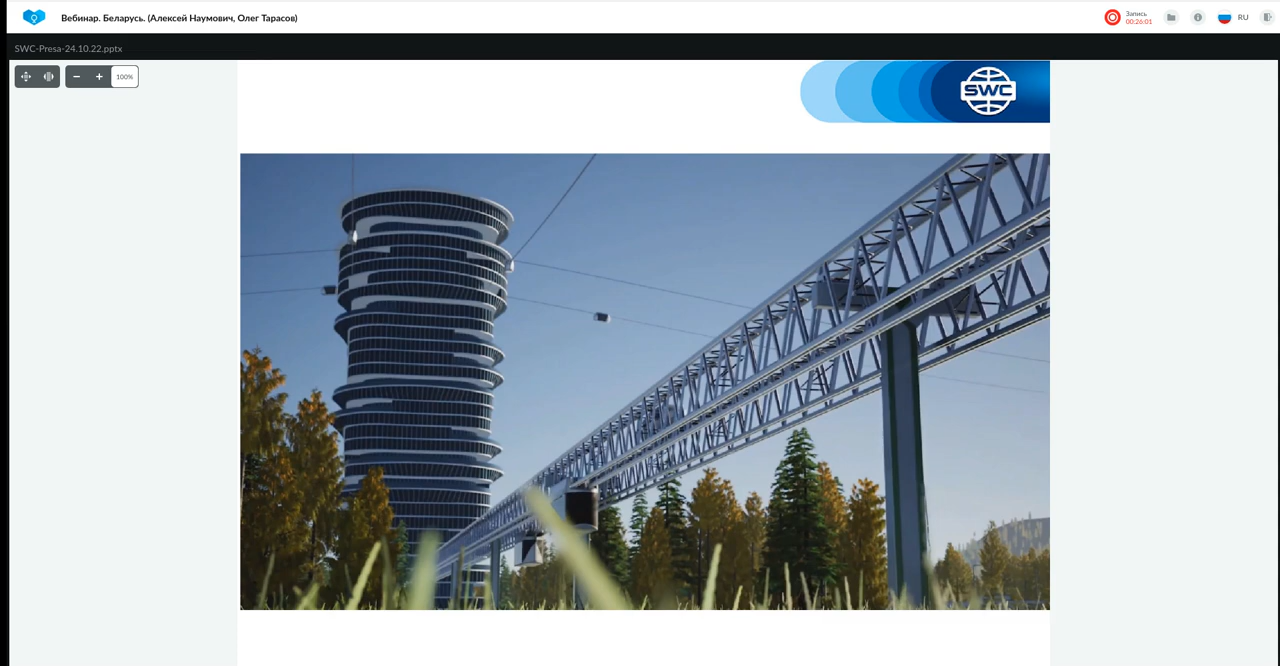 Вебинар. Беларусь. (Алексей Наумович, Олег Тарасов)
Запись
00:26:01
RU
SWC-Presa-24.10.22.pptx
100%
SWC